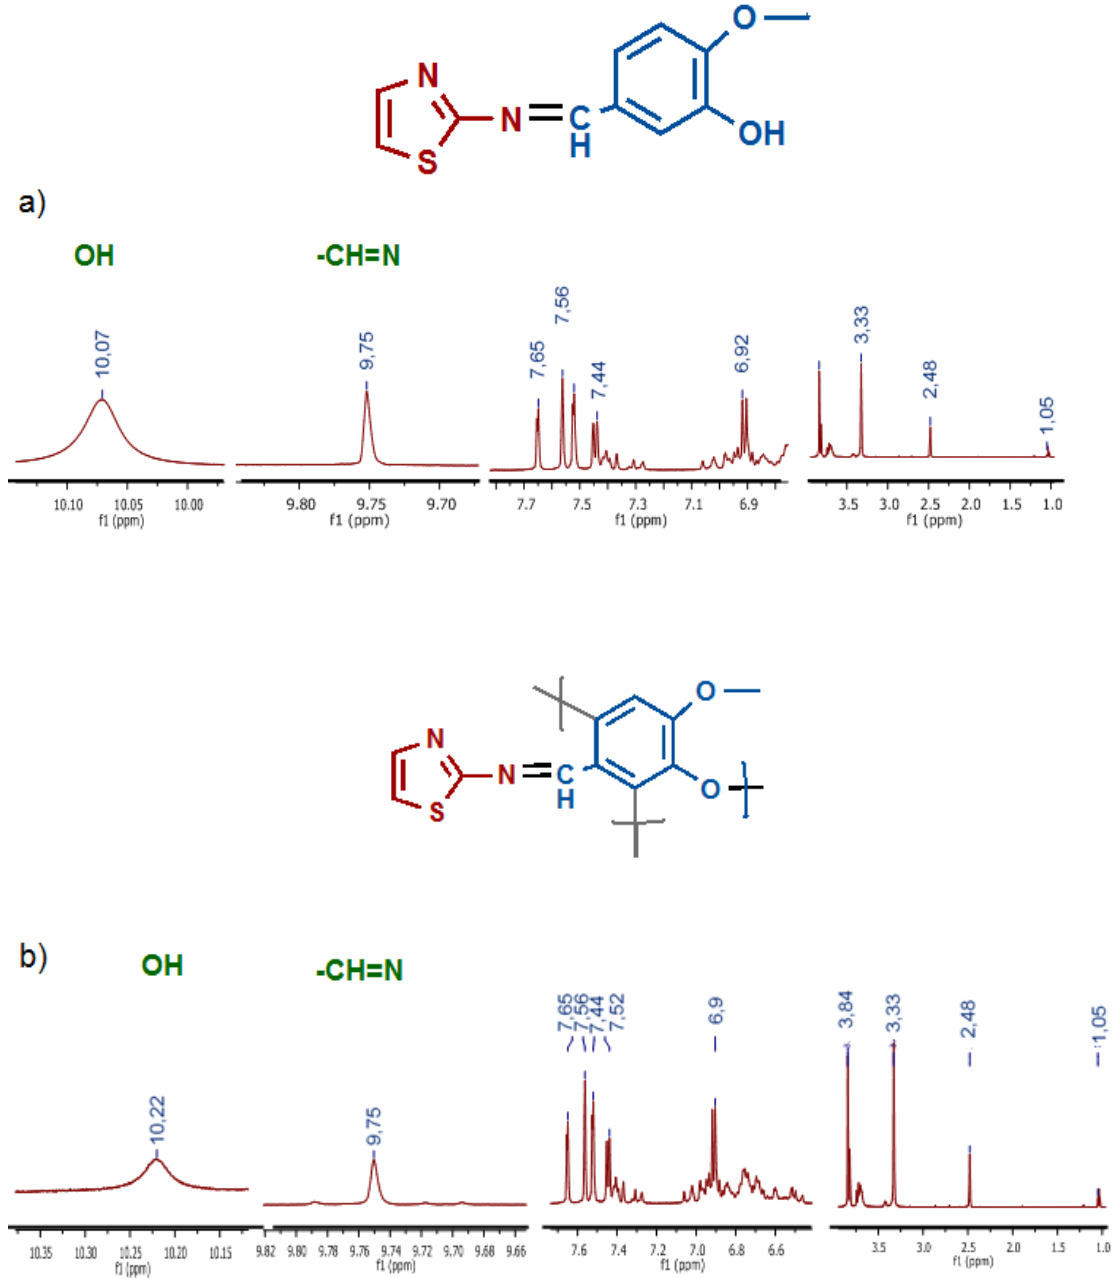 O
N
N
C
H
OH
S
a)
OH
-CH=N
10,07
9,75
7,65
7,56
7,44
6,92
3,33
2,48
1,05
10.10 10.05 10.00
9.80 9.75 9.70
7.7 7.5 7.3 7.1 6.9
3.5 3.0 2.5 2.0 1.5 1.0
f1 (ppm)
f1 (ppm)
f1 (ppm)
f1 (ppm)
O
N
N
C
H
O
S
b)
OH
-CH=N
10,22
9,75
7,65
7,56
7,44
7,52
6,9
3,84
3,33
2,48
1,05
10.35 10.30 10.25 10.20 10.15
9.82 9.80 9.78 9.76 9.74 9.72 9.70 9.68 9.66
7.6 7.4 7.2 7.0 6.8 6.6
3.5 3.0 2.5 2.0 1.5 1.0
f1 (ppm)
f1 (ppm)
f1 (ppm)
f1 (ppm)